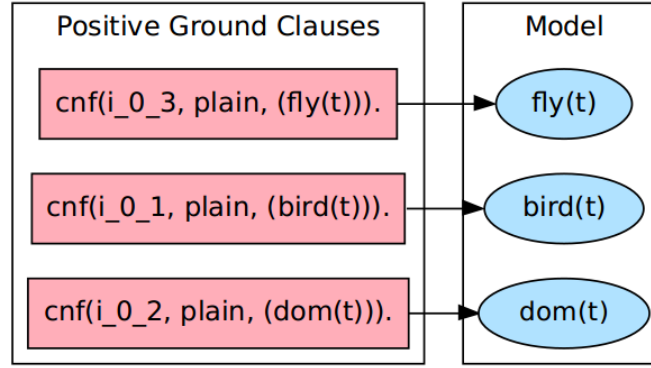 Positive Ground Clauses
cnf(i_0_3, plain, (fly(t))).
cnf(i_0_1, plain, (bird(t))).
cnf(i_0_2, plain, (dom(t))).
Model
fly(t)
bird(t)
dom(t)